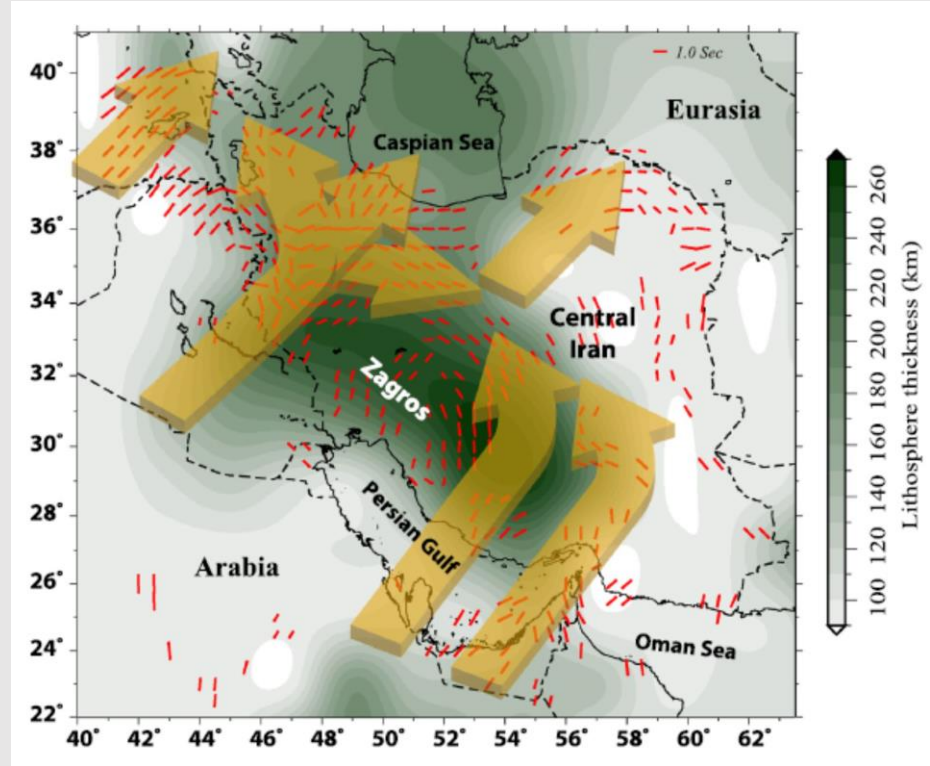 1.0 Sec
Eurasia
Caspian Sea
Central
Iran
Zagros
Persian Gulf
Arabia
Oman Sea
40°
38°
36°
34°
32°
30°
28°
26°
24°
22°
40° 42° 44° 46° 48° 50° 52° 54° 56° 58° 60° 62°
260
240
220
200
180
160
140
120
100
Lithosphere thickness (km)